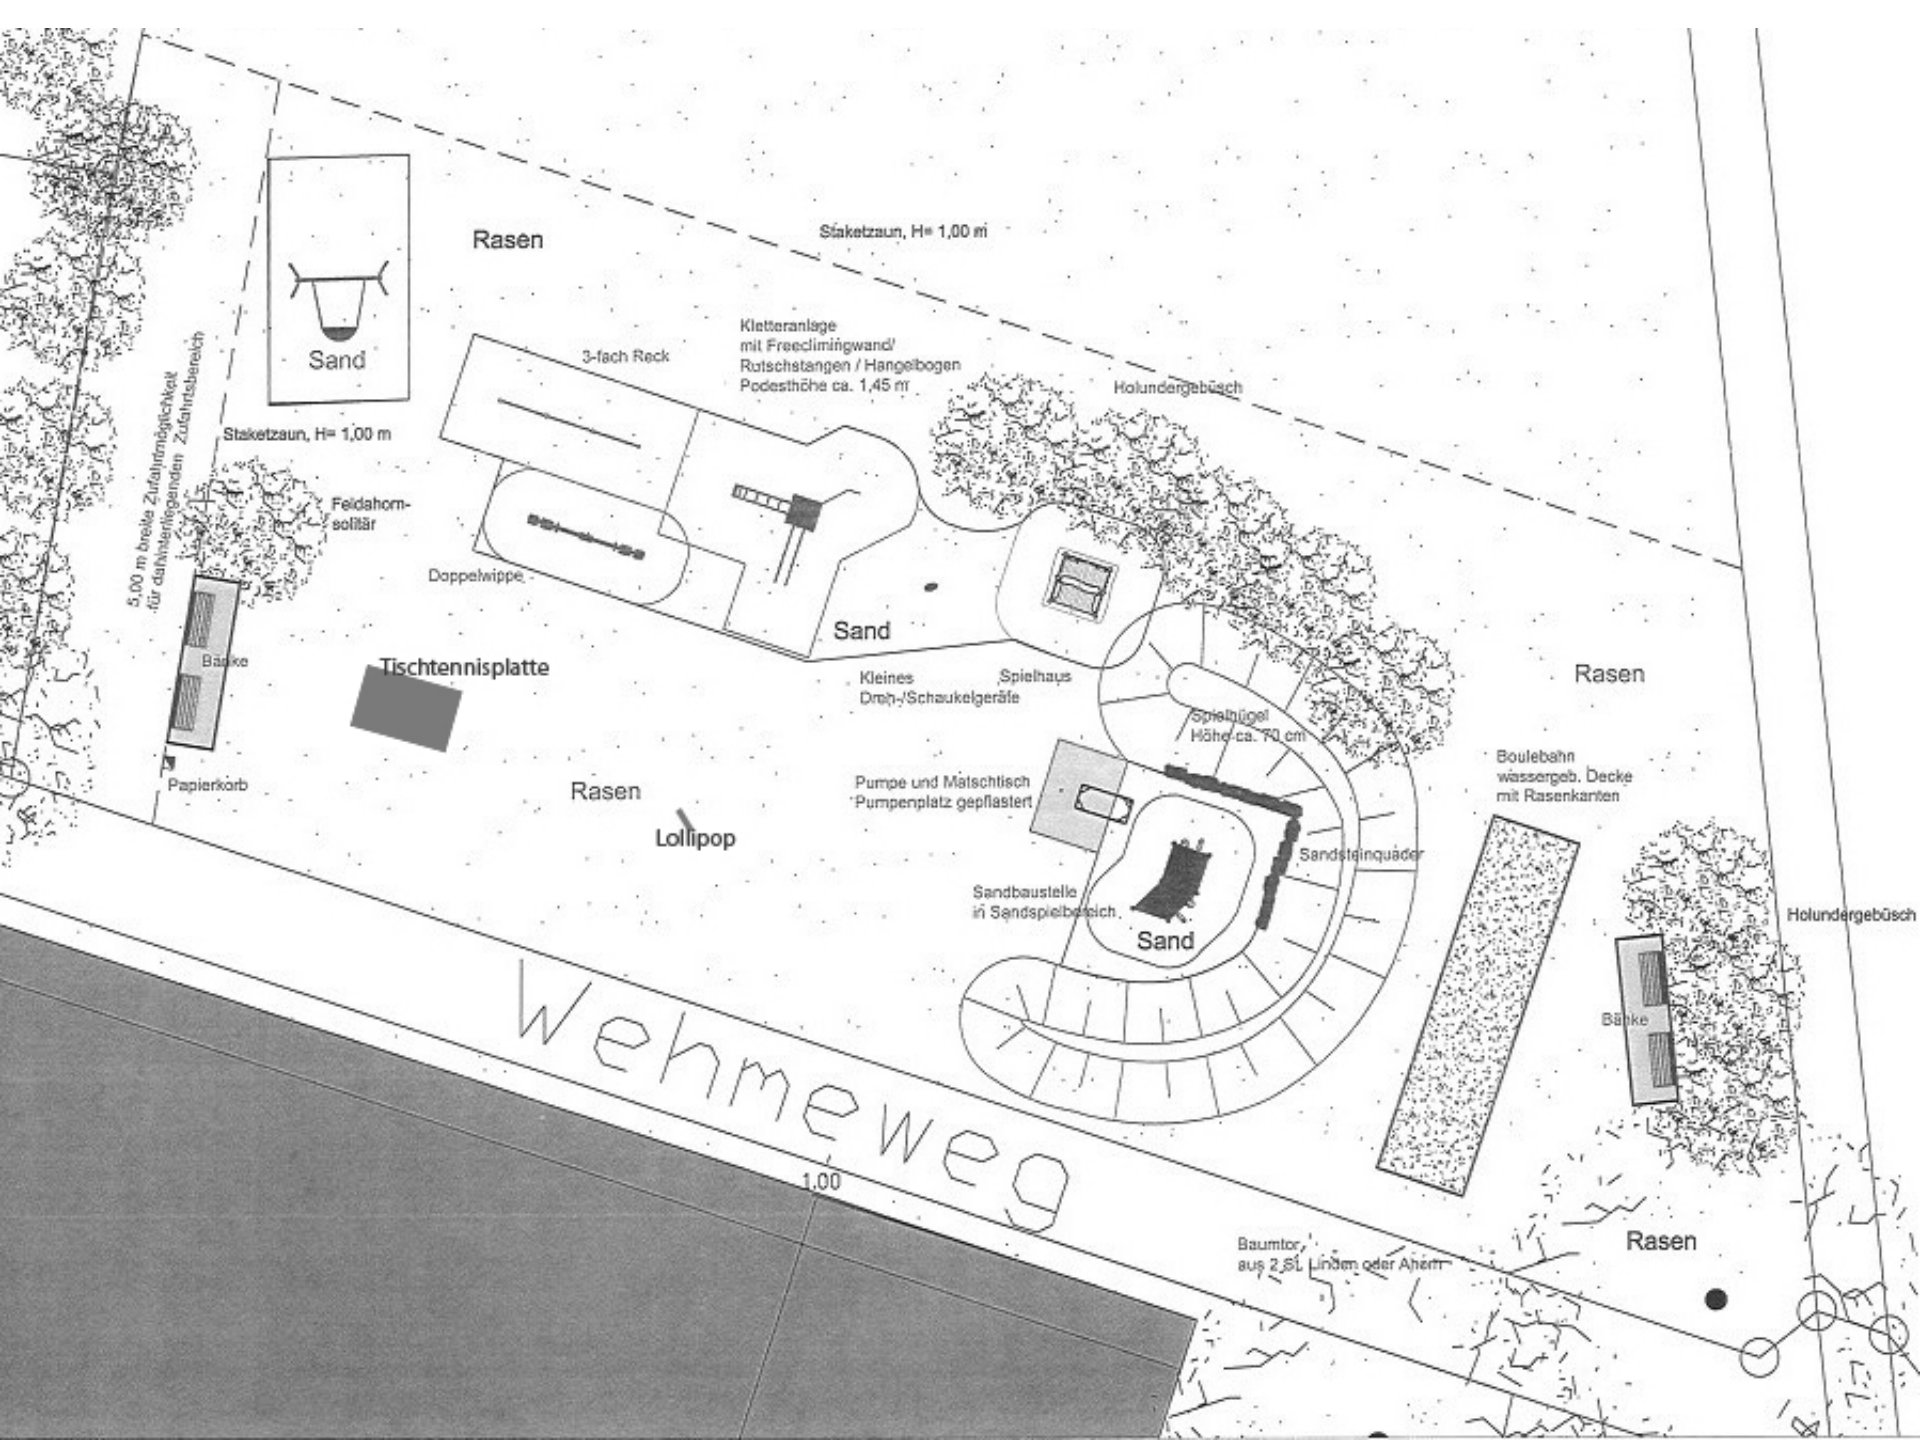 Rasen
Staketzaun, H= 1,00 m
Sand
3-fach Reck
Kletteranlage
mit Freeclimingwand/
Rutschstangen / Hangelbogen
Podesthöhe ca. 1,45 m
Holundergebüsch
5,00 m breite Zufahrtmöglichkeit
für dahinterliegenden Zufahrtsbereich
Staketzaun, H= 1,00 m
Feldahorn-
solitär
Doppelwippe
Sand
Bänke
Tischtennisplatte
Kleines
Dreh-/Schaukelgeräte
Spielhaus
Rasen
Spielhügel
Höhe ca. 70 cm
Boulebahn
wassergeb. Decke
mit Rasenkanten
Papierkorb
Rasen
Lollipop
Pumpe und Matschtisch
Pumpenplatz gepflastert
Sandsteinquader
Sandbaustelle
in Sandspielbereich
Sand
Holundergebüsch
Bänke
Wehmeweg
1,00
Baumtor
aus 2 St. Linden oder Ahorn
Rasen